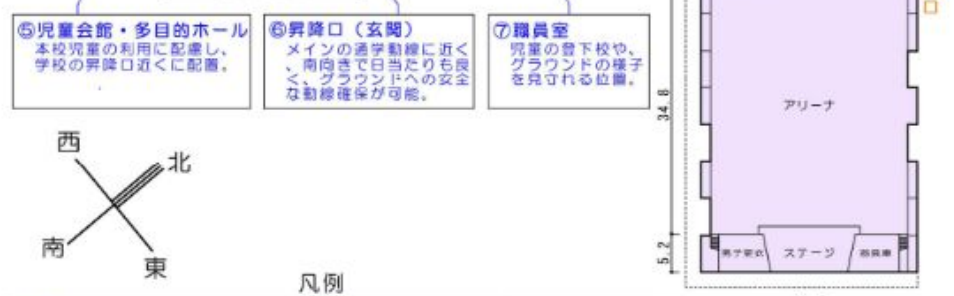 ⑤児童会館・多目的ホール
本校児童の利用に配慮し、
学校の昇降口近くに配置。
⑥昇降口（玄関）
メインの通学動線に近く
、南向きで日当たりも良
く、グラウンドへの安全
な動線確保が可能。
⑦職員室
児童の登下校や、
グラウンドの様子
を見守れる位置。
34.8
アリーナ
西
北
南
東
5.2
男子更衣
ステージ
器具庫
凡例